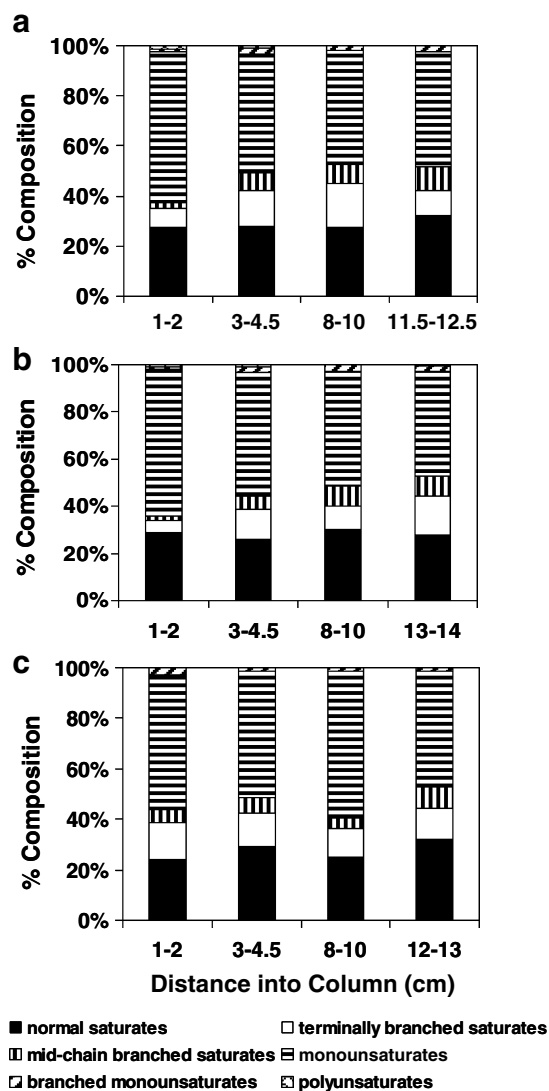 a
100%
80%
60%
40%
20%
0%
% Composition
1-2 3-4.5 8-10 11.5-12.5
b
100%
80%
60%
40%
20%
0%
% Composition
1-2 3-4.5 8-10 13-14
c
100%
80%
60%
40%
20%
0%
% Composition
1-2 3-4.5 8-10 12-13
Distance into Column (cm)
normal saturates terminally branched saturates
mid-chain branched saturates monounsaturates
branched monounsaturates polyunsaturates